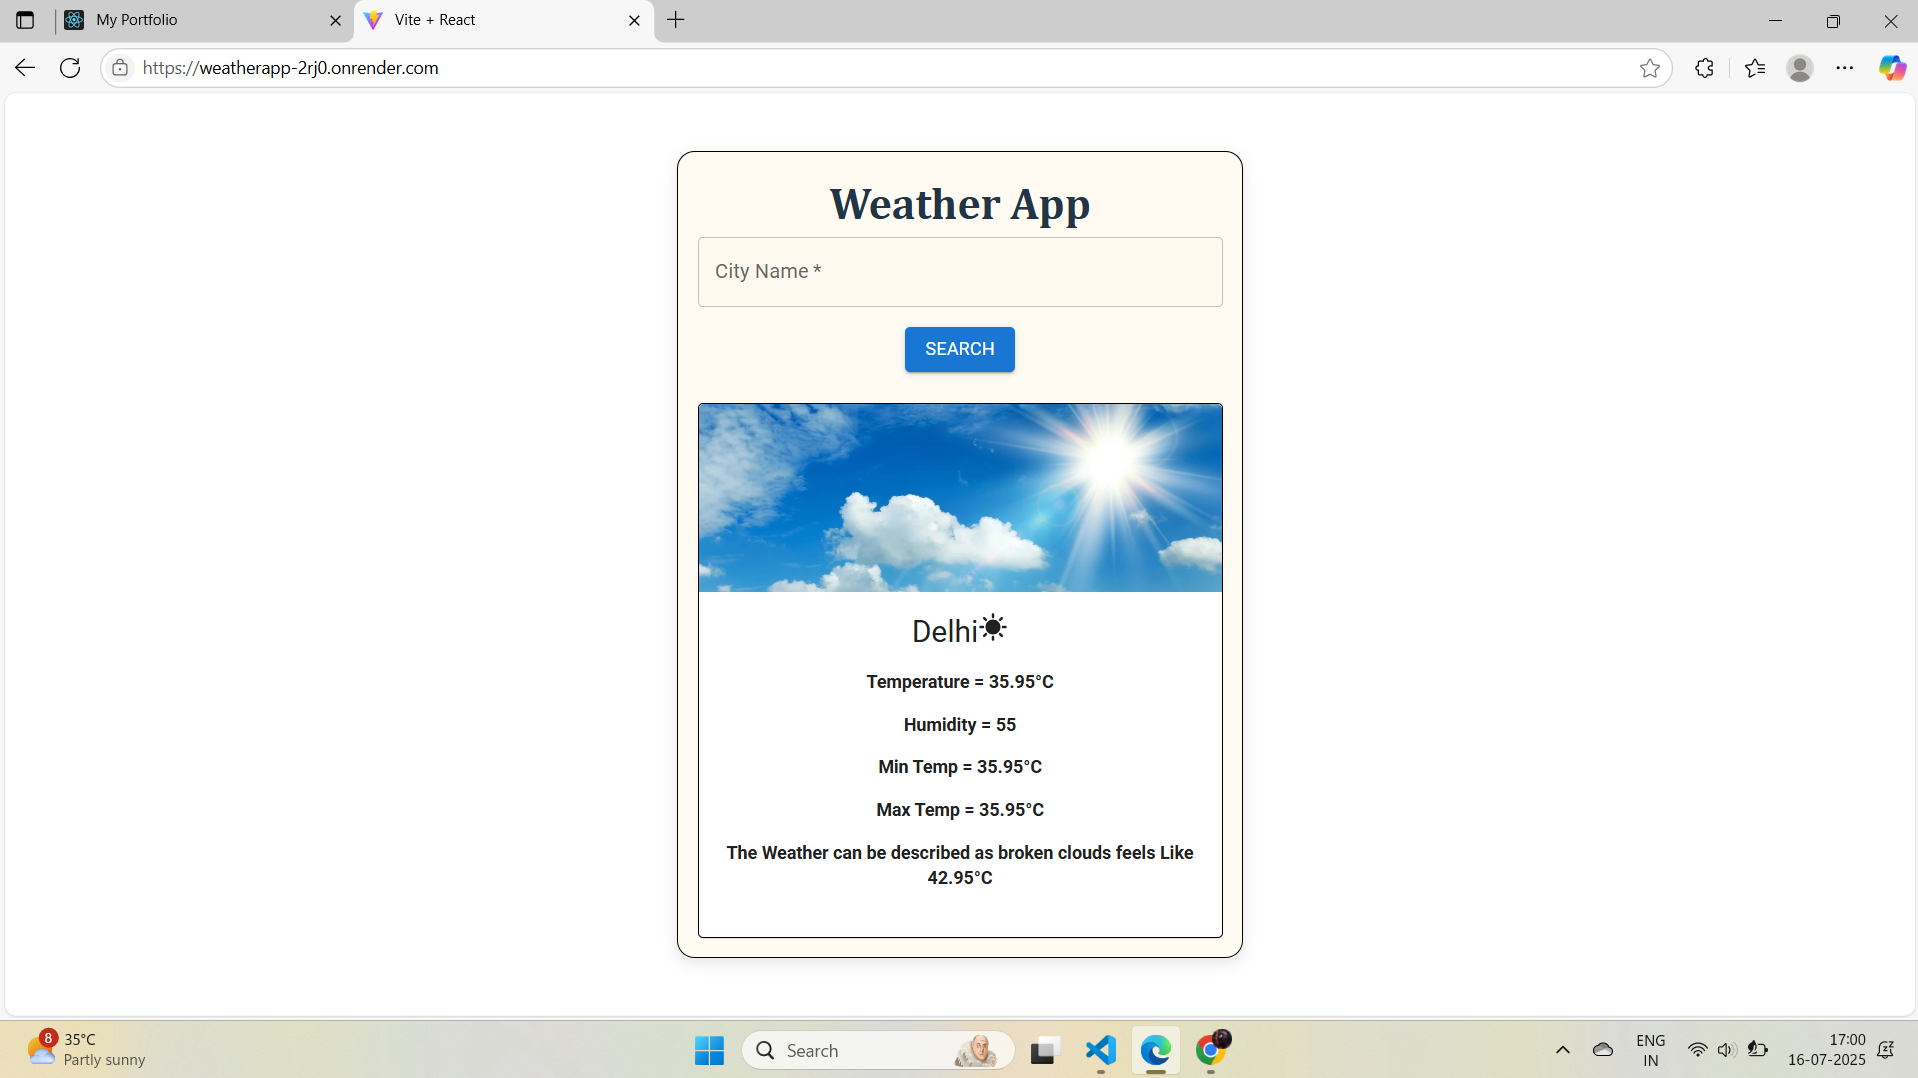 My Portfolio
Vite + React
https://weatherapp-2rj0.onrender.com
Weather App
City Name *
SEARCH
Delhi
Temperature = 35.95°C
Humidity = 55
Min Temp = 35.95°C
Max Temp = 35.95°C
The Weather can be described as broken clouds feels Like
42.95°C
8
35°C
Partly sunny
Search
ENG
IN
17:00
16-07-2025